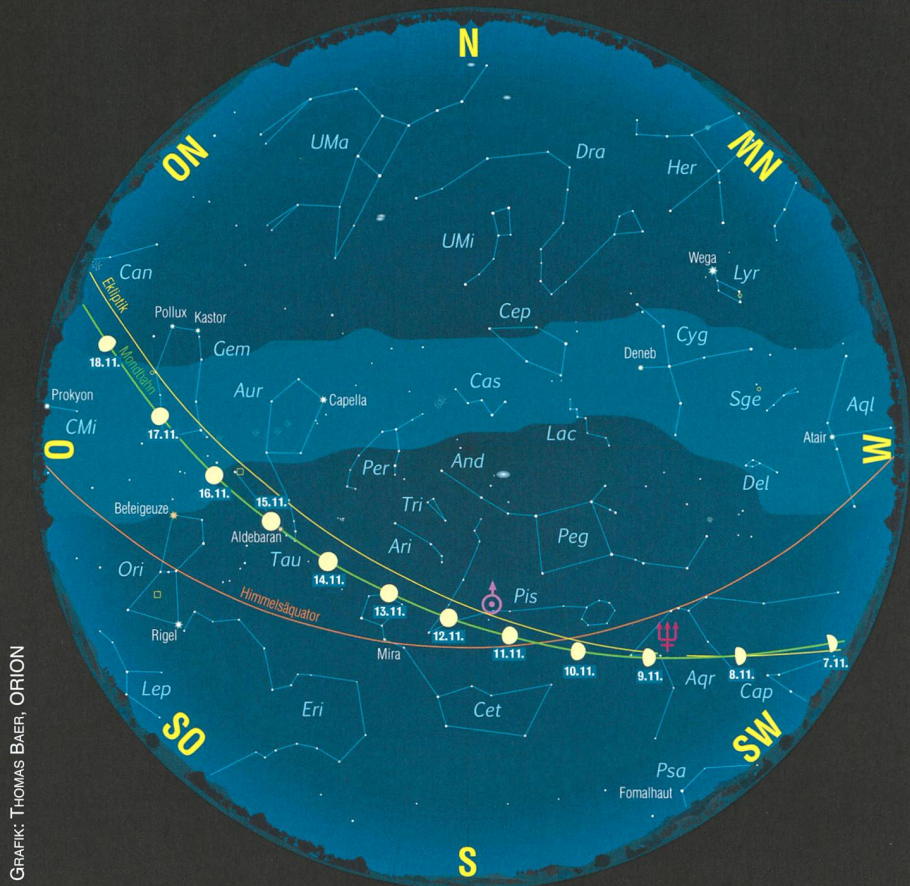 N
NO
NW
UMa
Dra
Her
UMi
Wega
Lyr
Can
Ekliptik
Pollux
Kastor
Cep
Cyg
Gem
Deneb
18.11.
Mondbahn
Aur
Cas
Prokyon
Capella
Sge
Aql
CMi
17.11.
Lac
Atair
O
W
Per
And
Del
16.11.
15.11.
Tri
Beteigeuze
Aldebaran
Peg
Ari
Tau
Ori
14.11.
Pis
Himmelsäquator
13.11.
12.11.
11.11.
Rigel
Mira
10.11.
9.11.
Aqr
8.11.
7.11.
Cap
Lep
Eri
Cet
SO
SW
Psa
Fomalhaut
S
GRAFIK: THOMAS BAER, ORION